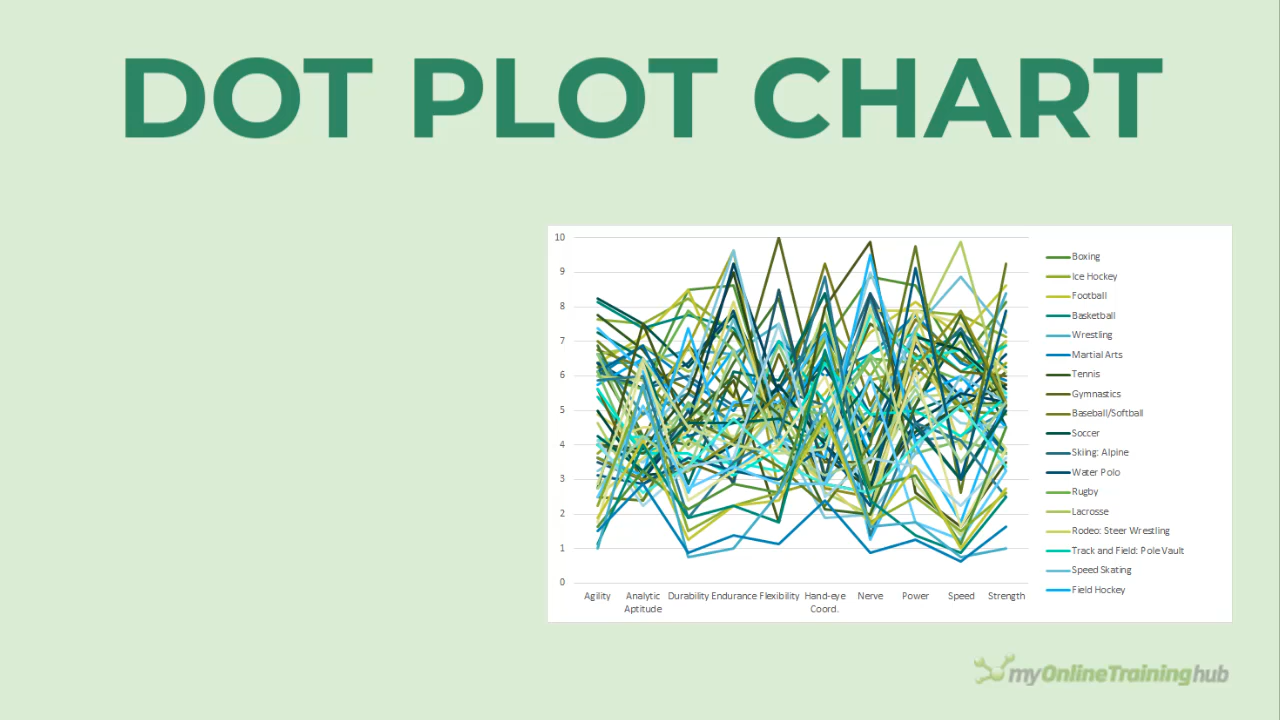 DOT PLOT CHART
10
9
8
7
6
5
4
3
2
1
0
Agility
Analytic
Aptitude
Durability
Endurance
Flexibility
Hand-eye
Coord.
Nerve
Power
Speed
Strength
Boxing
Ice Hockey
Football
Basketball
Wrestling
Martial Arts
Tennis
Gymnastics
Baseball/Softball
Soccer
Skiing: Alpine
Water Polo
Rugby
Lacrosse
Rodeo: Steer Wrestling
Track and Field: Pole Vault
Speed Skating
Field Hockey
myOnlineTraininghub